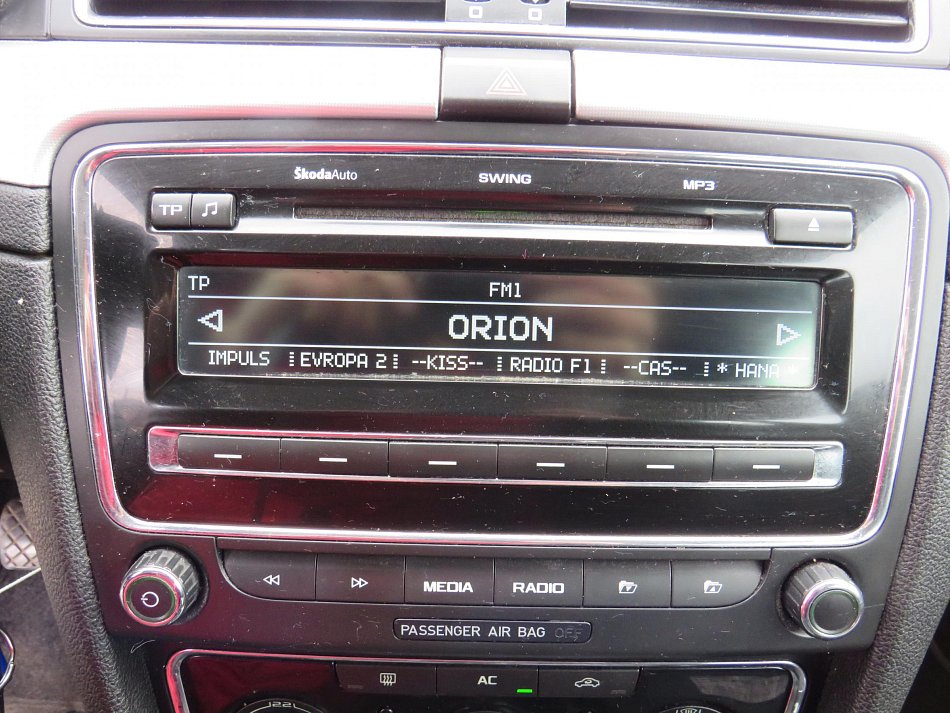 ŠkodaAuto SWING MP3
TP
TP FM1
ORION
IMPULS EVROPA 2 --KISS-- RADIO F1 --CAS-- * HANA *
MEDIA RADIO
PASSENGER AIR BAG OFF
AC